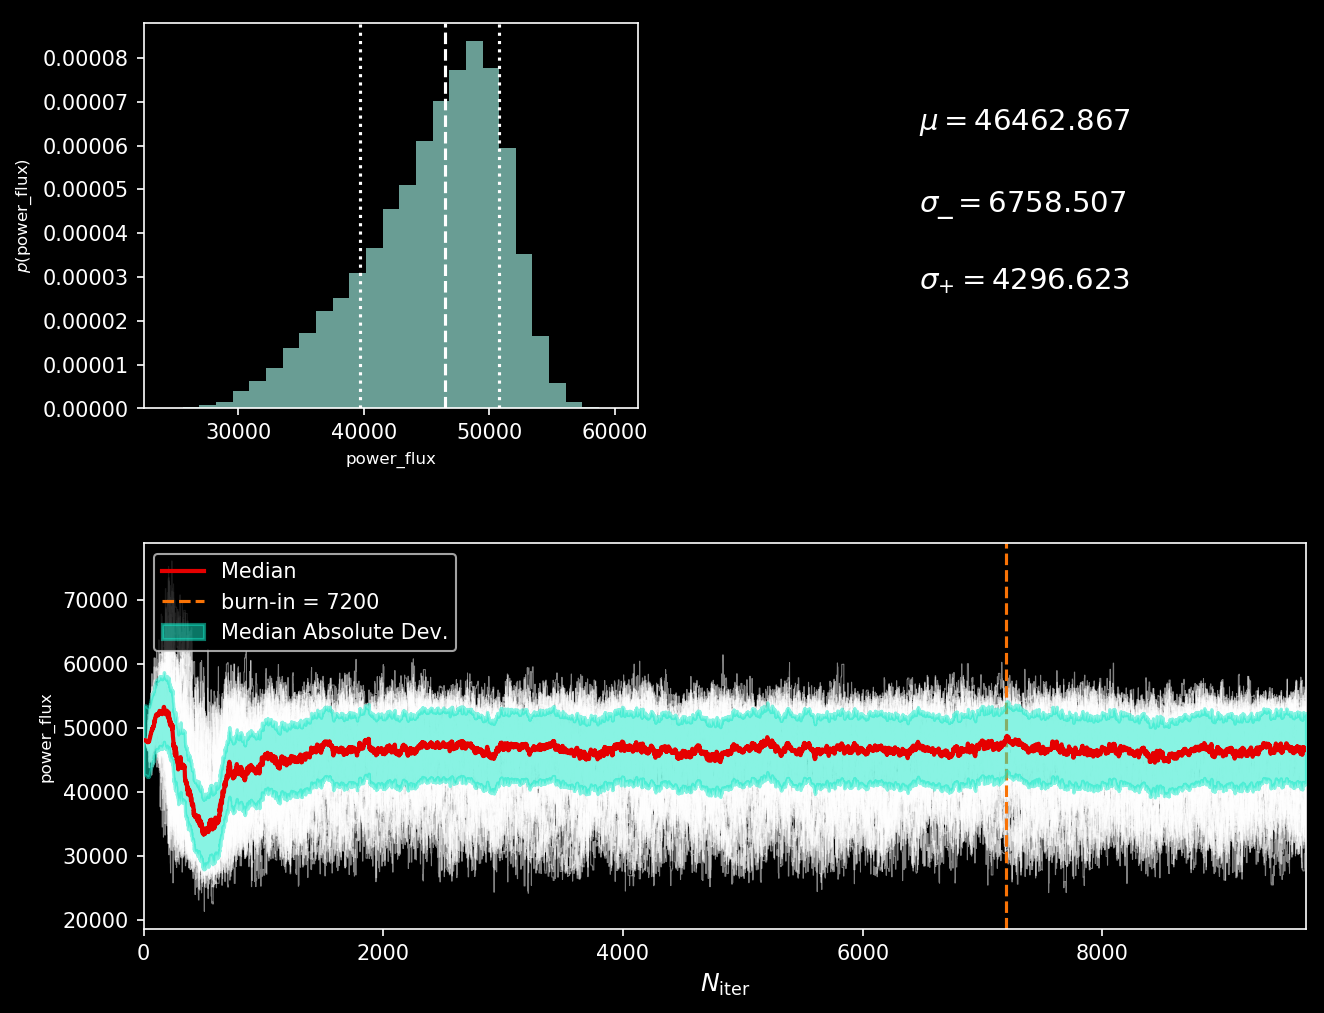 0.00008
0.00007
0.00006
0.00005
0.00004
0.00003
0.00002
0.00001
0.00000
p(power_flux)
30000 40000 50000 60000
power_flux
μ = 46462.867
σ_ = 6758.507
σ+ = 4296.623
Median
burn-in = 7200
Median Absolute Dev.
70000
60000
50000
40000
30000
20000
power_flux
0 2000 4000 6000 8000
Niter